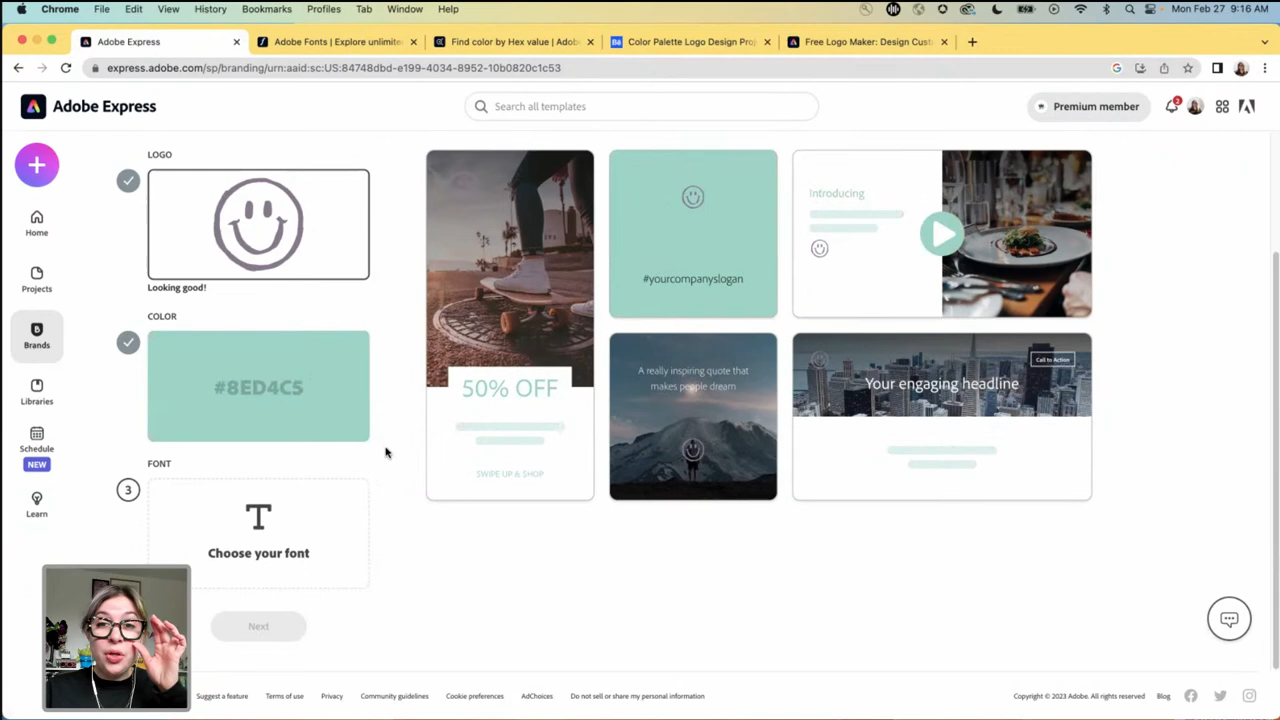 Chrome File Edit View History Bookmarks Profiles Tab Window Help Mon Feb 27 9:16 AM
Adobe Express
Adobe Fonts | Explore unlimite
Find color by Hex value | Adob
Color Palette Logo Design Proj
Free Logo Maker: Design Cust
express.adobe.com/sp/branding/urn:aaid:sc:US:84748dbd-e199-4034-8952-10b0820c1c53
Adobe Express
Search all templates
Premium member
2
Home
Projects
Brands
Libraries
Schedule
NEW
Learn
LOGO
Looking good!
COLOR
#8ED4C5
FONT
3
Choose your font
Next
50% OFF
SWIPE UP & SHOP
#yourcompanyslogan
Introducing
A really inspiring quote that
makes people dream
Call to Action
Your engaging headline
Suggest a feature Terms of use Privacy Community guidelines Cookie preferences AdChoices Do not sell or share my personal information Copyright © 2023 Adobe. All rights reserved Blog